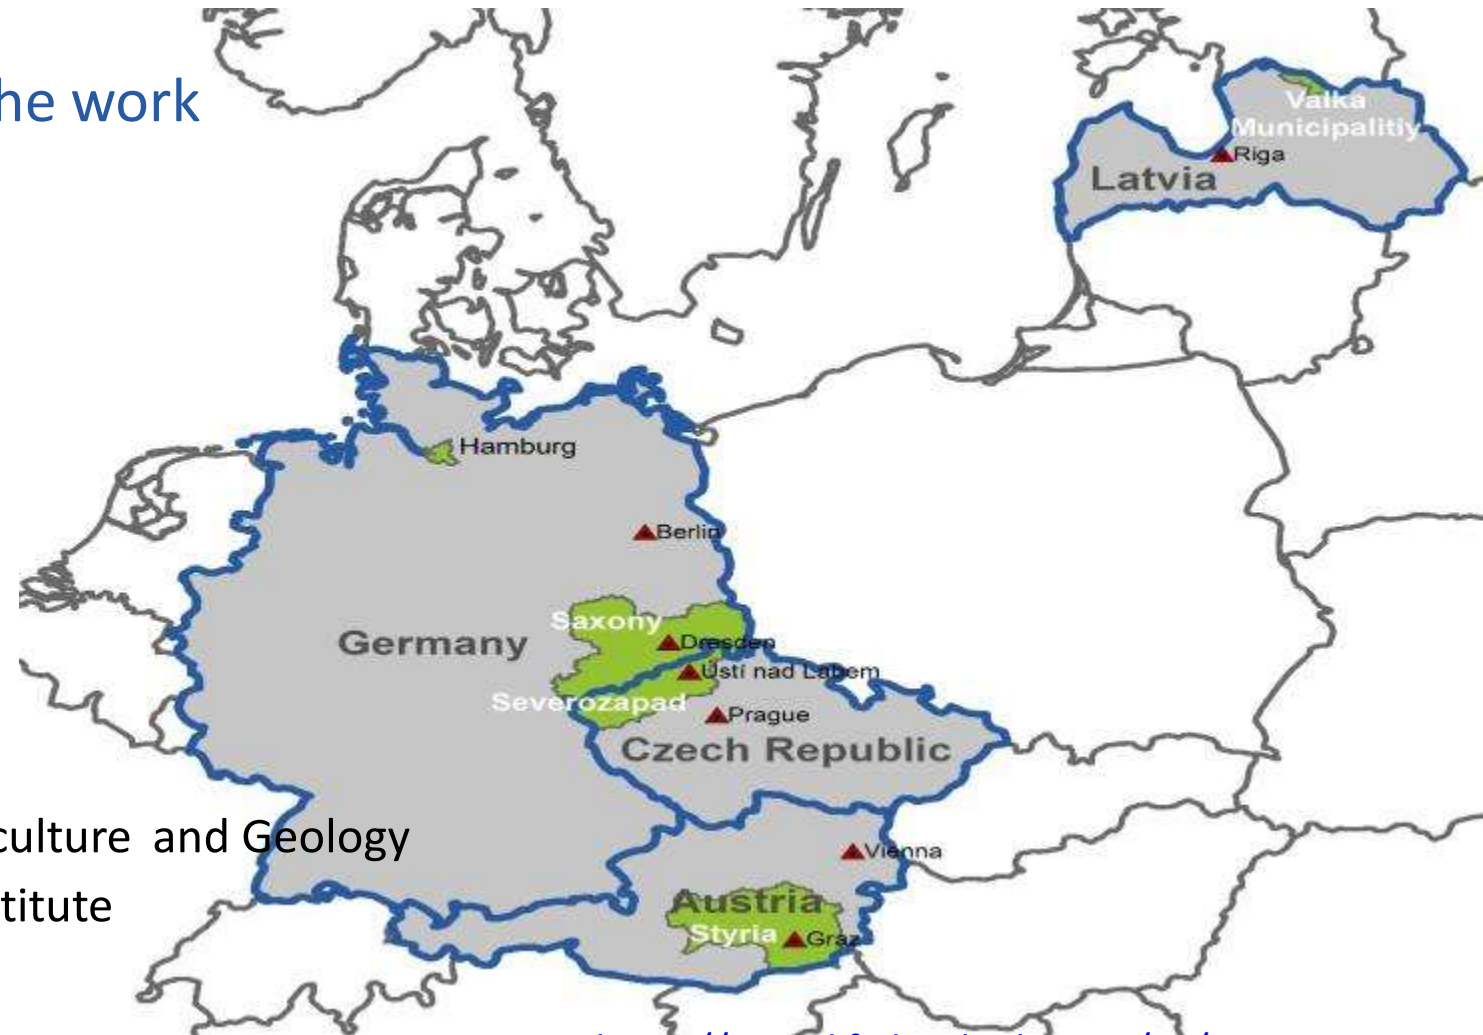 he work
Valka
Municipalitiy
Riga
Latvia
Hamburg
Berlin
Saxony
Dresden
Germany
Ústí nad Labem
Severozapad
Prague
Czech Republic
culture and Geology
Vienna
titute
Austria
Styria
Graz